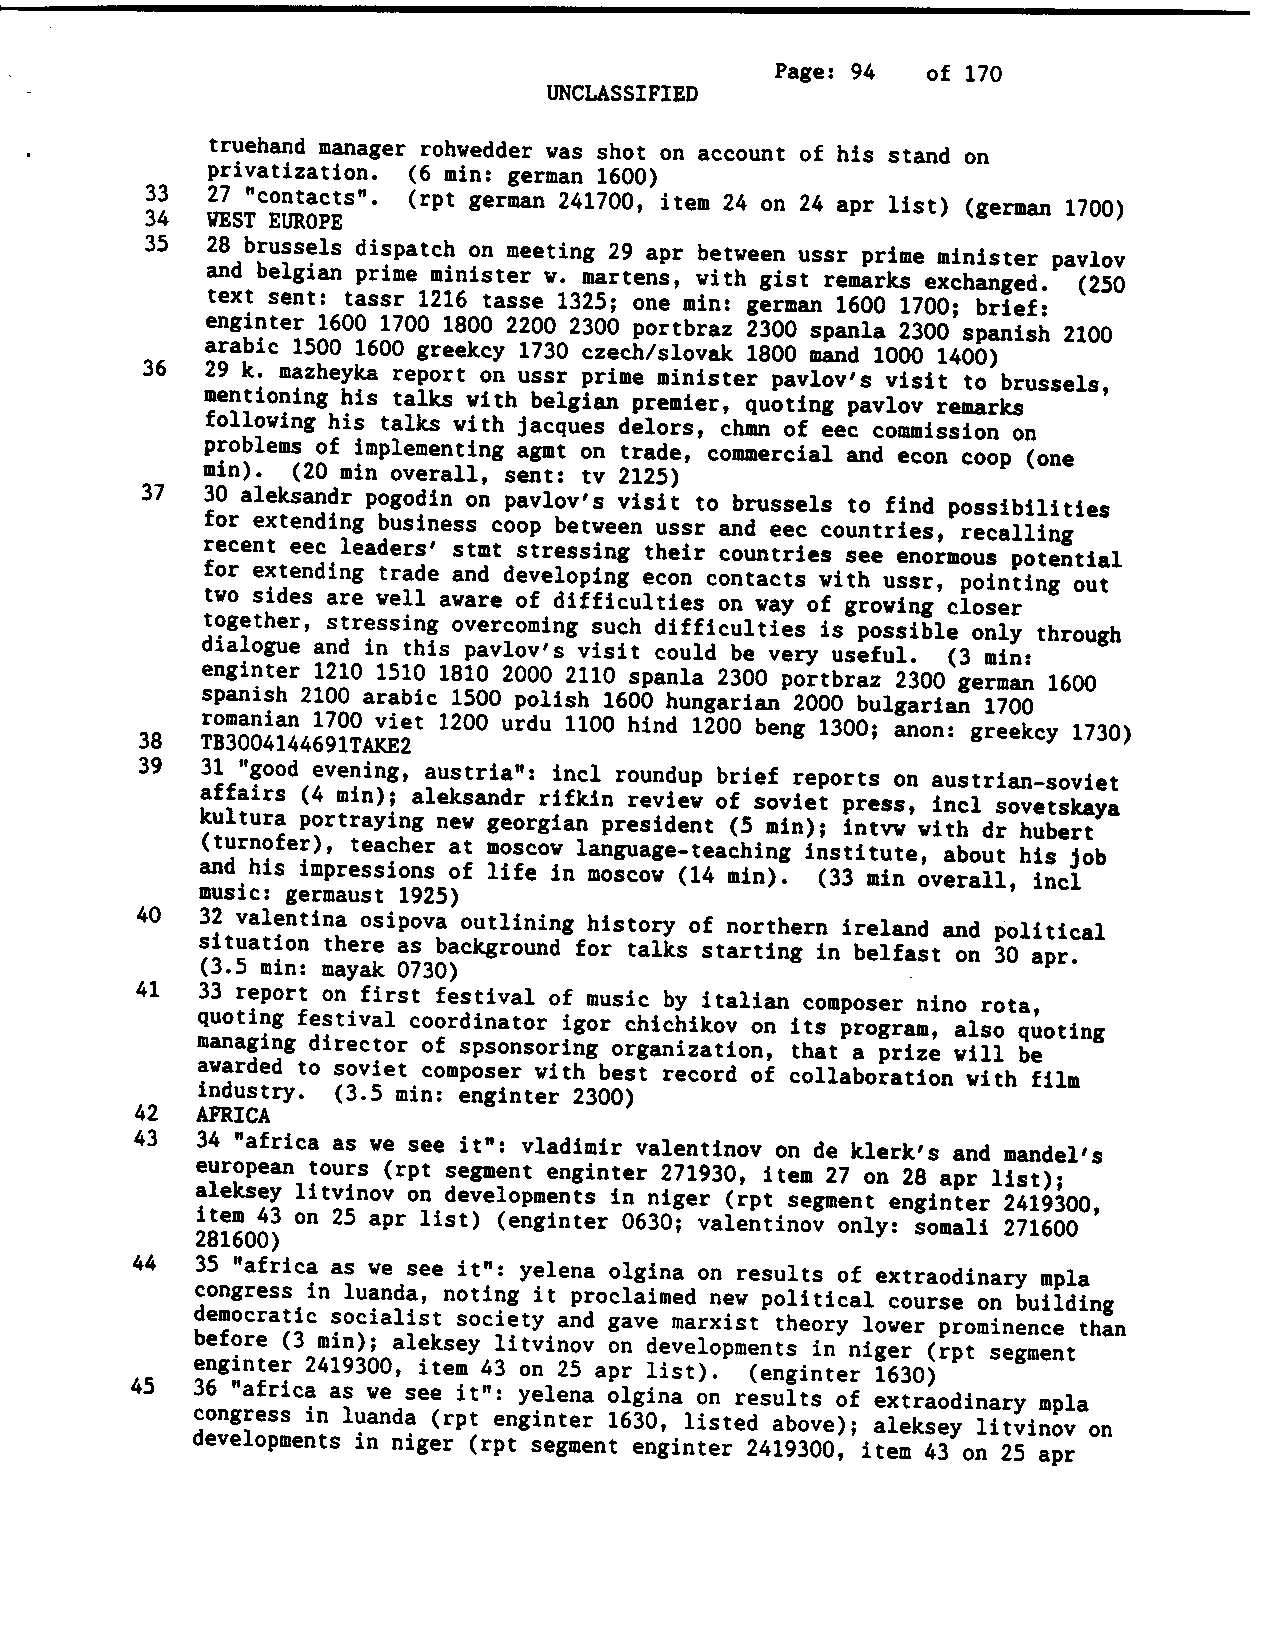 Page: 94 of 170
UNCLASSIFIED
truehand manager rohwedder was shot on account of his stand on
privatization. (6 min: german 1600)
33 27 "contacts". (rpt german 241700, item 24 on 24 apr list) (german 1700)
34 WEST EUROPE
35 28 brussels dispatch on meeting 29 apr between ussr prime minister pavlov
and belgian prime minister w. martens, with gist remarks exchanged. (250
text sent: tassr 1216 tasse 1325; one min: german 1600 1700; brief:
enginter 1600 1700 1800 2200 2300 portbraz 2300 spanla 2300 spanish 2100
arabic 1500 1600 greekcy 1730 czech/slovak 1800 mand 1000 1400)
36 29 k. mazheyka report on ussr prime minister pavlov's visit to brussels,
mentioning his talks with belgian premier, quoting pavlov remarks
following his talks with jacques delors, chmn of eec commission on
problems of implementing agmt on trade, commercial and econ coop (one
min). (20 min overall, sent: tv 2125)
37 30 aleksandr pogodin on pavlov's visit to brussels to find possibilities
for extending business coop between ussr and eec countries, recalling
recent eec leaders' stmt stressing their countries see enormous potential
for extending trade and developing econ contacts with ussr, pointing out
two sides are well aware of difficulties on way of growing closer
together, stressing overcoming such difficulties is possible only through
dialogue and in this pavlov's visit could be very useful. (3 min:
enginter 1210 1510 1810 2000 2110 spanla 2300 portbraz 2300 german 1600
spanish 2100 arabic 1500 polish 1600 hungarian 2000 bulgarian 1700
romanian 1700 viet 1200 urdu 1100 hind 1200 beng 1300; anon: greekcy 1730)
38 TB3004144691TAKE2
39 31 "good evening, austria": incl roundup brief reports on austrian-soviet
affairs (4 min); aleksandr rifkin review of soviet press, incl sovetskaya
kultura portraying new georgian president (5 min); intvw with dr hubert
(turnofer), teacher at moscow language-teaching institute, about his job
and his impressions of life in moscow (14 min). (33 min overall, incl
music: germaust 1925)
40 32 valentina osipova outlining history of northern ireland and political
situation there as background for talks starting in belfast on 30 apr.
(3.5 min: mayak 0730)
41 33 report on first festival of music by italian composer nino rota,
quoting festival coordinator igor chichikov on its program, also quoting
managing director of spsonsoring organization, that a prize will be
awarded to soviet composer with best record of collaboration with film
industry. (3.5 min: enginter 2300)
42 AFRICA
43 34 "africa as we see it": vladimir valentinov on de klerk's and mandel's
european tours (rpt segment enginter 271930, item 27 on 28 apr list);
aleksey litvinov on developments in niger (rpt segment enginter 2419300,
item 43 on 25 apr list) (enginter 0630; valentinov only: somali 271600
281600)
44 35 "africa as we see it": yelena olgina on results of extraodinary mpla
congress in luanda, noting it proclaimed new political course on building
democratic socialist society and gave marxist theory lower prominence than
before (3 min); aleksey litvinov on developments in niger (rpt segment
enginter 2419300, item 43 on 25 apr list). (enginter 1630)
45 36 "africa as we see it": yelena olgina on results of extraodinary mpla
congress in luanda (rpt enginter 1630, listed above); aleksey litvinov on
developments in niger (rpt segment enginter 2419300, item 43 on 25 apr